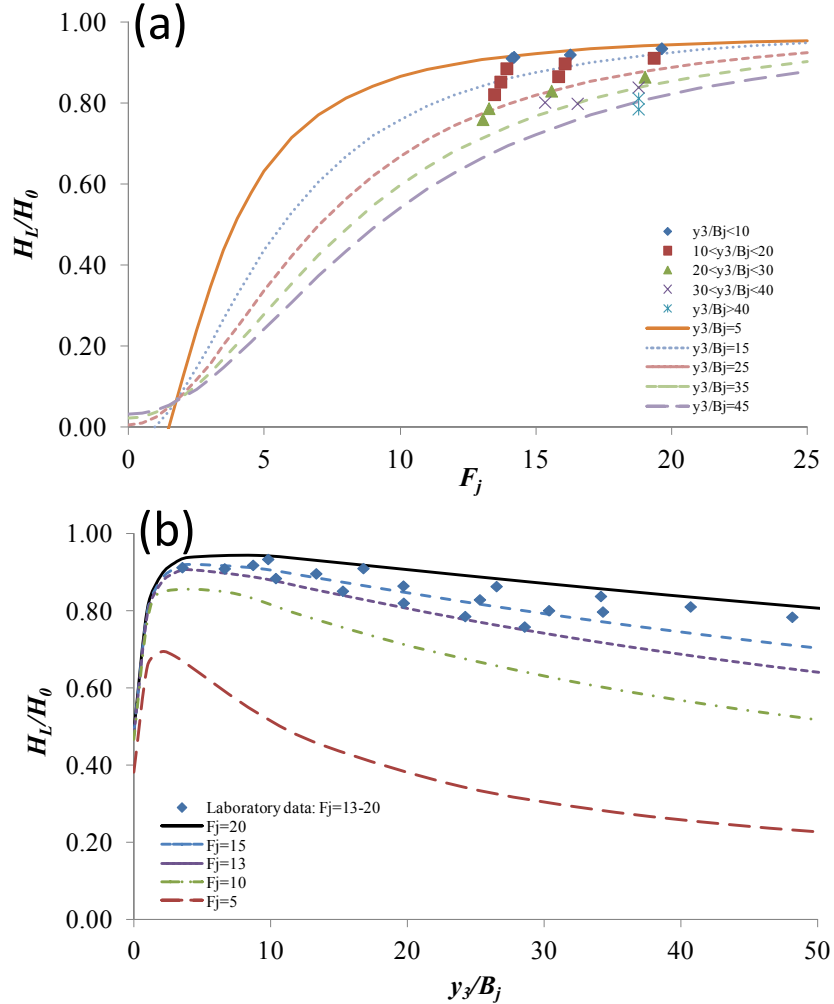 (a)
1.00
0.80
0.60
0.40
0.20
0.00
H_L/H_0
y3/Bj<10
10<y3/Bj<20
20<y3/Bj<30
30<y3/Bj<40
y3/Bj>40
y3/Bj=5
y3/Bj=15
y3/Bj=25
y3/Bj=35
y3/Bj=45
0 5 10 15 20 25
F_j
(b)
1.00
0.80
0.60
0.40
0.20
0.00
H_L/H_0
Laboratory data: Fj=13-20
Fj=20
Fj=15
Fj=13
Fj=10
Fj=5
0 10 20 30 40 50
y_3/B_j